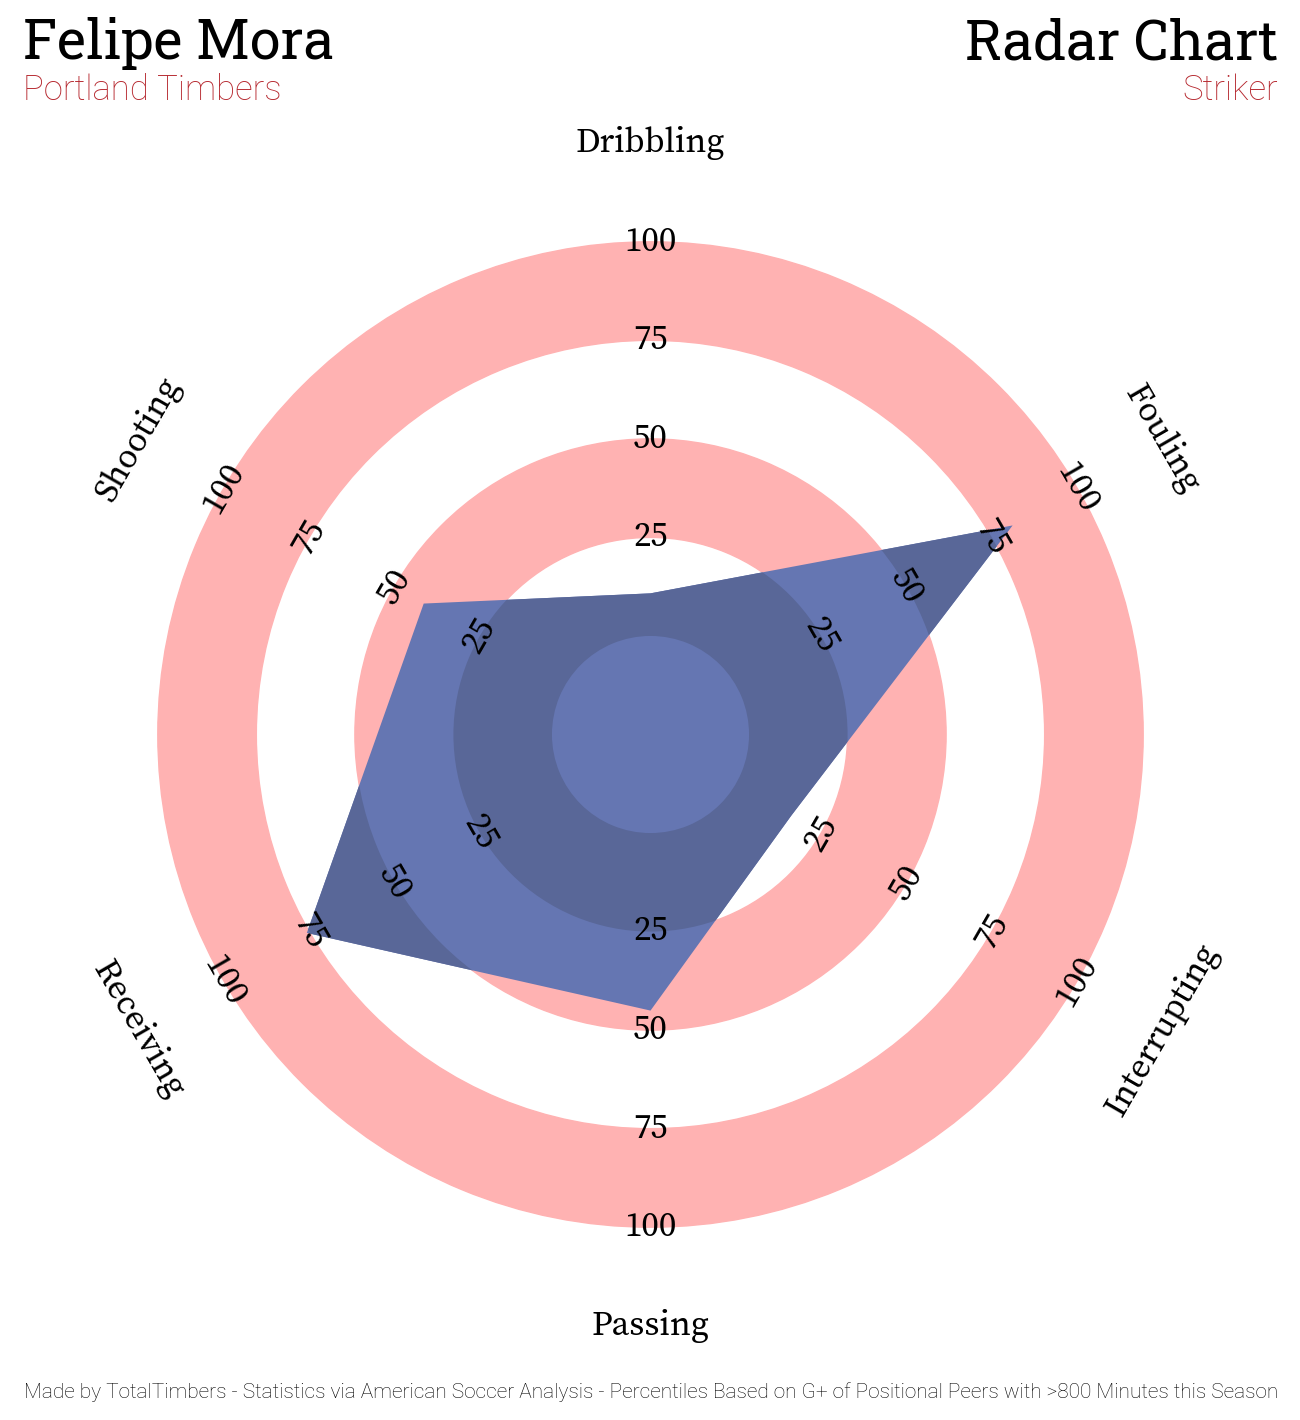 Felipe Mora
Portland Timbers
Radar Chart
Striker
Dribbling
100
75
50
25
Fouling
100
75
50
25
Interrupting
25
50
75
100
Passing
25
50
75
100
Receiving
25
50
75
100
Shooting
100
75
50
25
Made by TotalTimbers - Statistics via American Soccer Analysis - Percentiles Based on G+ of Positional Peers with >800 Minutes this Season